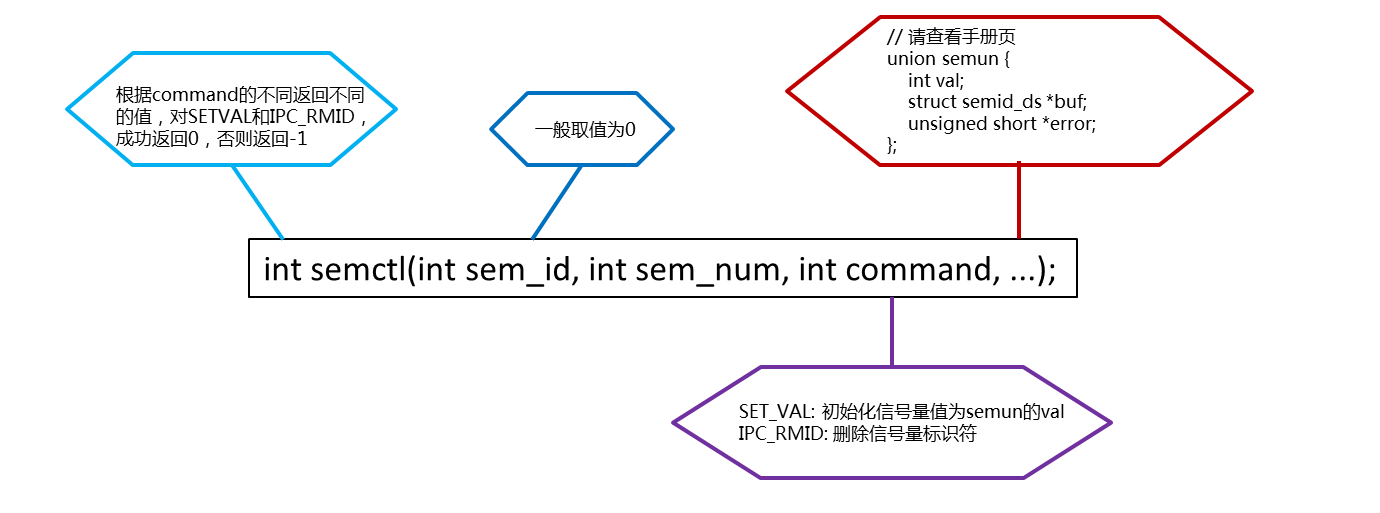 // 请查看手册页
union semun {
int val;
struct semid_ds *buf;
unsigned short *error;
};
根据command的不同返回不同
的值，对SETVAL和IPC_RMID，
成功返回0，否则返回-1
一般取值为0
int semctl(int sem_id, int sem_num, int command, ...);
SET_VAL: 初始化信号量值为semun的val
IPC_RMID: 删除信号量标识符